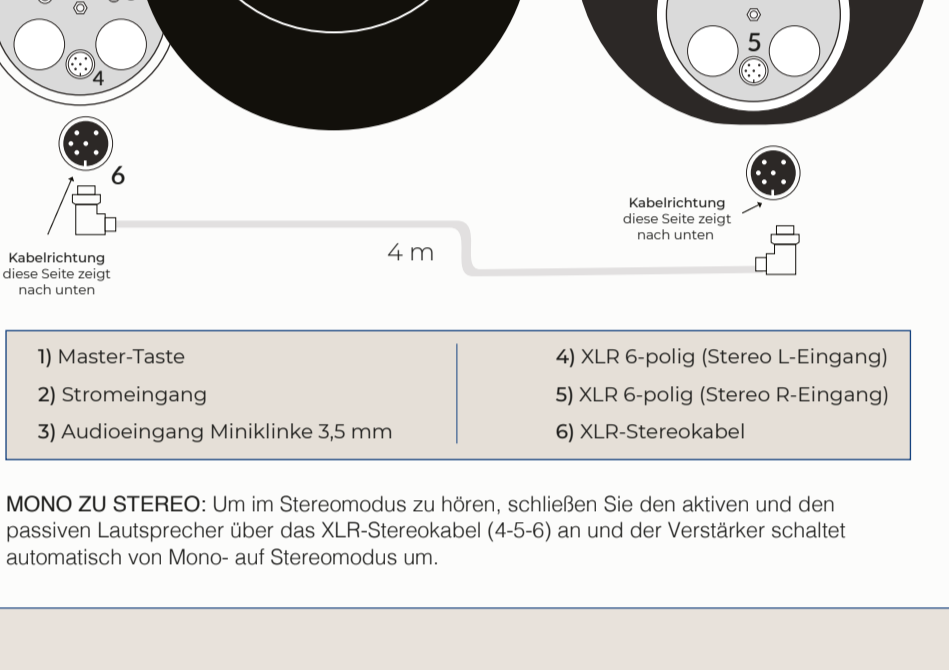 5
4
6
Kabelrichtung
diese Seite zeigt
nach unten
4 m
Kabelrichtung
diese Seite zeigt
nach unten
1) Master-Taste
2) Stromeingang
3) Audioeingang Miniklinke 3,5 mm
4) XLR 6-polig (Stereo L-Eingang)
5) XLR 6-polig (Stereo R-Eingang)
6) XLR-Stereokabel
MONO ZU STEREO: Um im Stereomodus zu hören, schließen Sie den aktiven und den
passiven Lautsprecher über das XLR-Stereokabel (4-5-6) an und der Verstärker schaltet
automatisch von Mono- auf Stereomodus um.